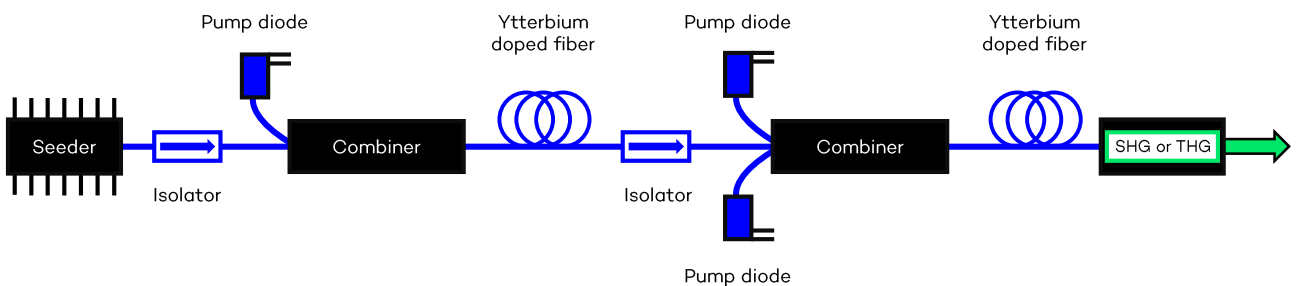 Pump diode
Ytterbium
doped fiber
Pump diode
Ytterbium
doped fiber
Seeder
Combiner
Combiner
SHG or THG
Isolator
Isolator
Pump diode